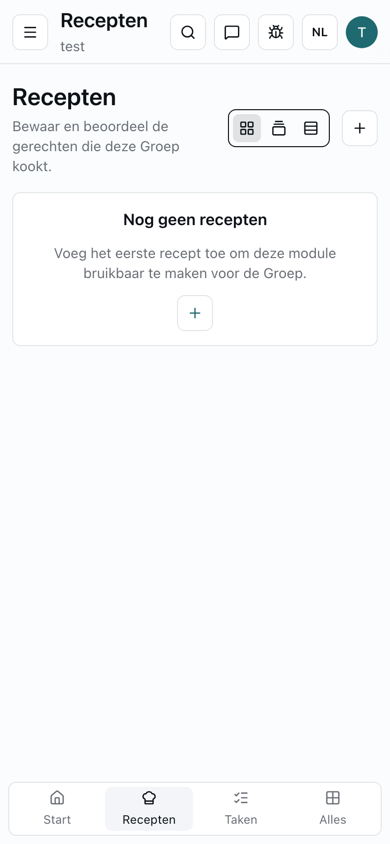 Recepten
test
NL
T
Recepten
Bewaar en beoordeel de
gerechten die deze Groep
kookt.
Nog geen recepten
Voeg het eerste recept toe om deze module
bruikbaar te maken voor de Groep.
Start
Recepten
Taken
Alles